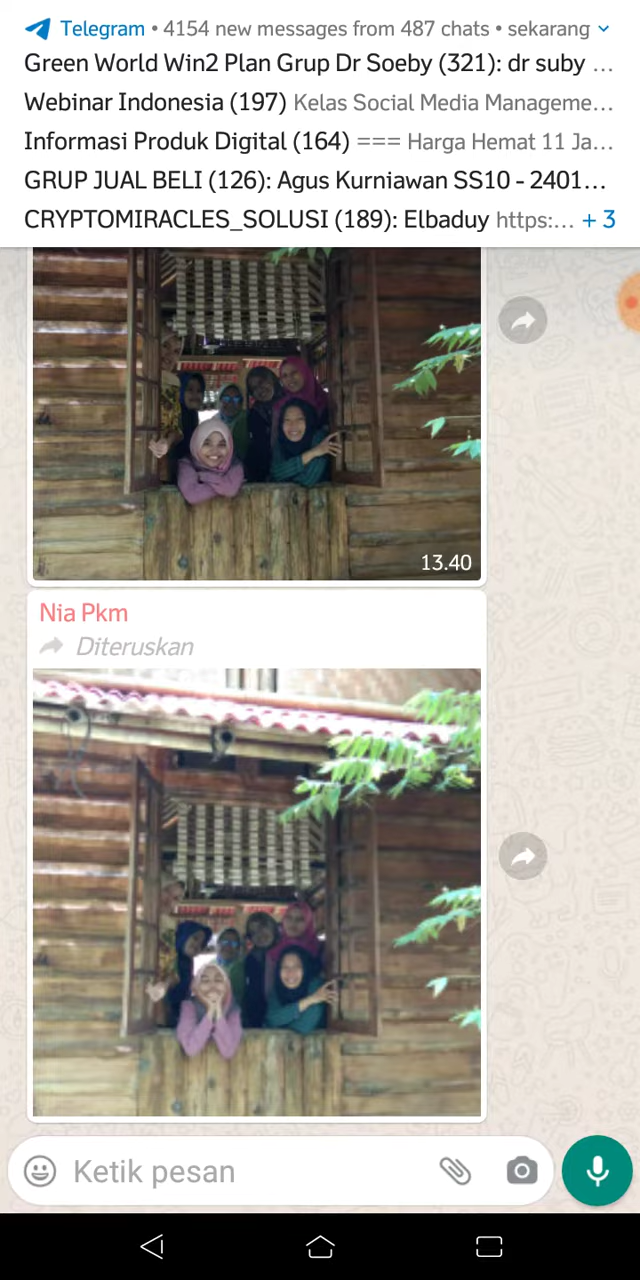 Telegram • 4154 new messages from 487 chats • sekarang
Green World Win2 Plan Grup Dr Soeby (321): dr suby ...
Webinar Indonesia (197) Kelas Social Media Manageme...
Informasi Produk Digital (164) === Harga Hemat 11 Ja...
GRUP JUAL BELI (126): Agus Kurniawan SS10 - 2401...
CRYPTOMIRACLES_SOLUSI (189): Elbaduy https:... + 3
13.40
Nia Pkm
Diteruskan
Ketik pesan